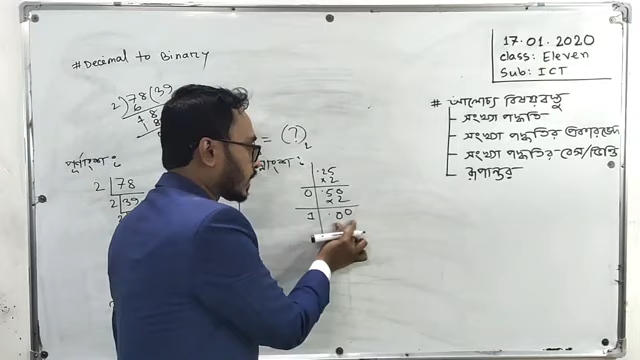 # Decimal to Binary
17.01.2020
Class: Eleven
Sub: ICT
# আলোচ্য বিষয়বস্তু
সংখ্যা পদ্ধতি
সংখ্যা পদ্ধতির প্রকারভেদ
সংখ্যা পদ্ধতির বেস/ভিত্তি
রূপান্তর
2) 78 (39
6
18
18
= (?)₂
পূর্ণাংশ :
2 | 78
2 | 39
.25
×2
0 | .50
×2
1 | .00